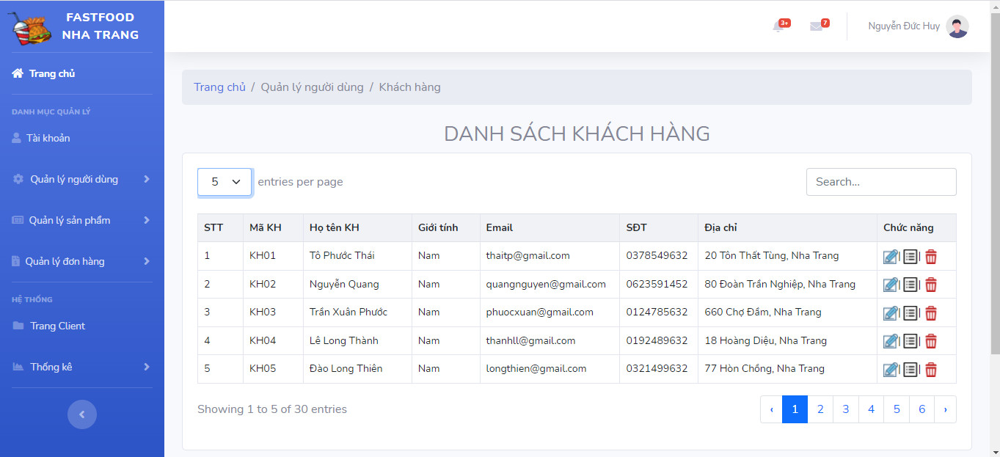 FASTFOOD
NHA TRANG
3+
7
Nguyễn Đức Huy
Trang chủ
DANH MỤC QUẢN LÝ
Tài khoản
Quản lý người dùng
Quản lý sản phẩm
Quản lý đơn hàng
HỆ THỐNG
Trang Client
Thống kê
Trang chủ / Quản lý người dùng / Khách hàng
DANH SÁCH KHÁCH HÀNG
5 entries per page
Search...
STT Mã KH Họ tên KH Giới tính Email SĐT Địa chỉ Chức năng
1 KH01 Tô Phước Thái Nam thaitp@gmail.com 0378549632 20 Tôn Thất Tùng, Nha Trang | |
2 KH02 Nguyễn Quang Nam quangnguyen@gmail.com 0623591452 80 Đoàn Trần Nghiệp, Nha Trang | |
3 KH03 Trần Xuân Phước Nam phuocxuan@gmail.com 0124785632 660 Chợ Đầm, Nha Trang | |
4 KH04 Lê Long Thành Nam thanhll@gmail.com 0192489632 18 Hoàng Diệu, Nha Trang | |
5 KH05 Đào Long Thiên Nam longthien@gmail.com 0321499632 77 Hòn Chồng, Nha Trang | |
Showing 1 to 5 of 30 entries
‹ 1 2 3 4 5 6 ›